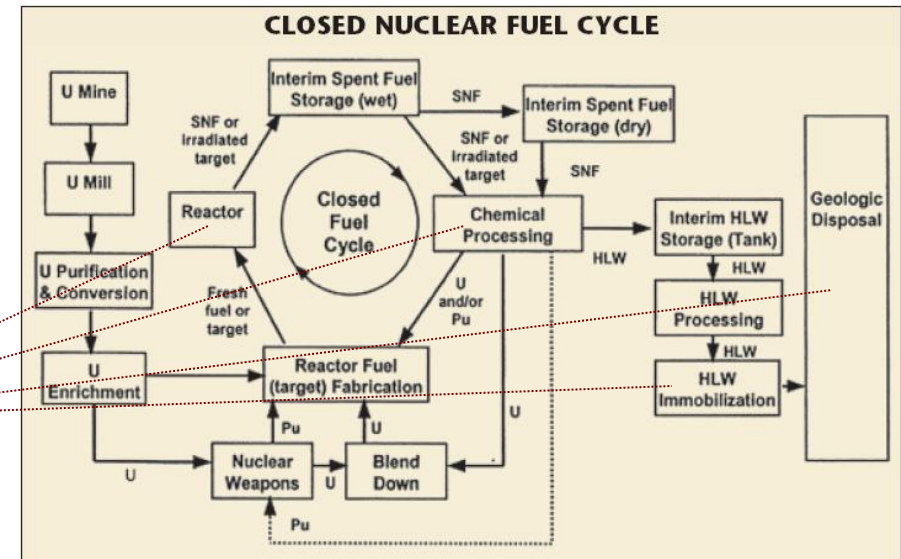 CLOSED NUCLEAR FUEL CYCLE
U Mine
U Mill
U Purification
& Conversion
U
Enrichment
Interim Spent Fuel
Storage (wet)
SNF
Interim Spent Fuel
Storage (dry)
SNF or
irradiated
target
SNF or
irradiated
target
SNF
Reactor
Closed
Fuel
Cycle
Chemical
Processing
HLW
Interim HLW
Storage (Tank)
HLW
HLW
Processing
HLW
HLW
Immobilization
Geologic
Disposal
Fresh
fuel or
target
U
and/or
Pu
Reactor Fuel
(target) Fabrication
Pu
U
U
U
Nuclear
Weapons
U
Blend
Down
Pu